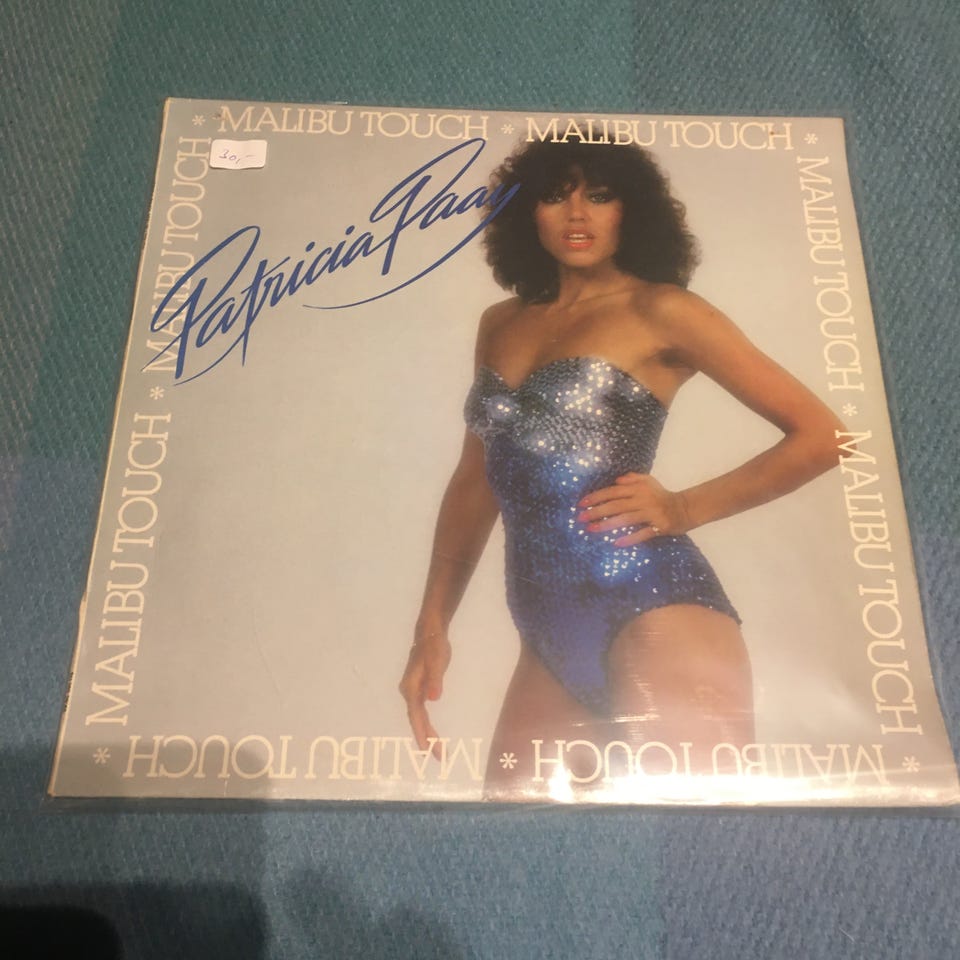 * MALIBU TOUCH * MALIBU TOUCH *
30,-
Patricia Paay
MALIBU TOUCH * MALIBU TOUCH
MALIBU TOUCH * MALIBU TOUCH *
MALIBU TOUCH * MALIBU TOUCH *